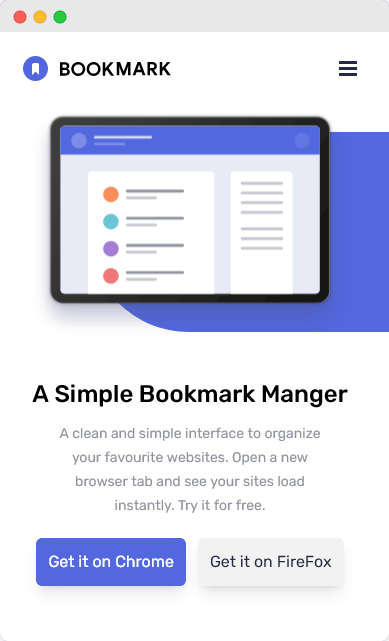 BOOKMARK
A Simple Bookmark Manger
A clean and simple interface to organize
your favourite websites. Open a new
browser tab and see your sites load
instantly. Try it for free.
Get it on Chrome Get it on FireFox